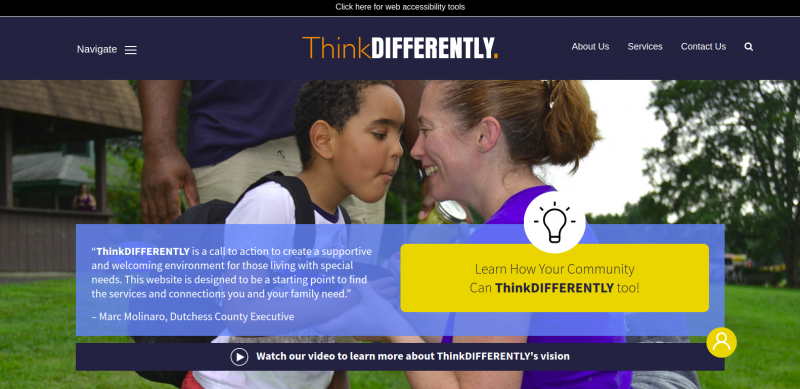 Click here for web accessibility tools
Navigate
ThinkDIFFERENTLY.
About Us Services Contact Us
“ThinkDIFFERENTLY is a call to action to create a supportive
and welcoming environment for those living with special
needs. This website is designed to be a starting point to find
the services and connections you and your family need.”
– Marc Molinaro, Dutchess County Executive
Learn How Your Community
Can ThinkDIFFERENTLY too!
Watch our video to learn more about ThinkDIFFERENTLY's vision